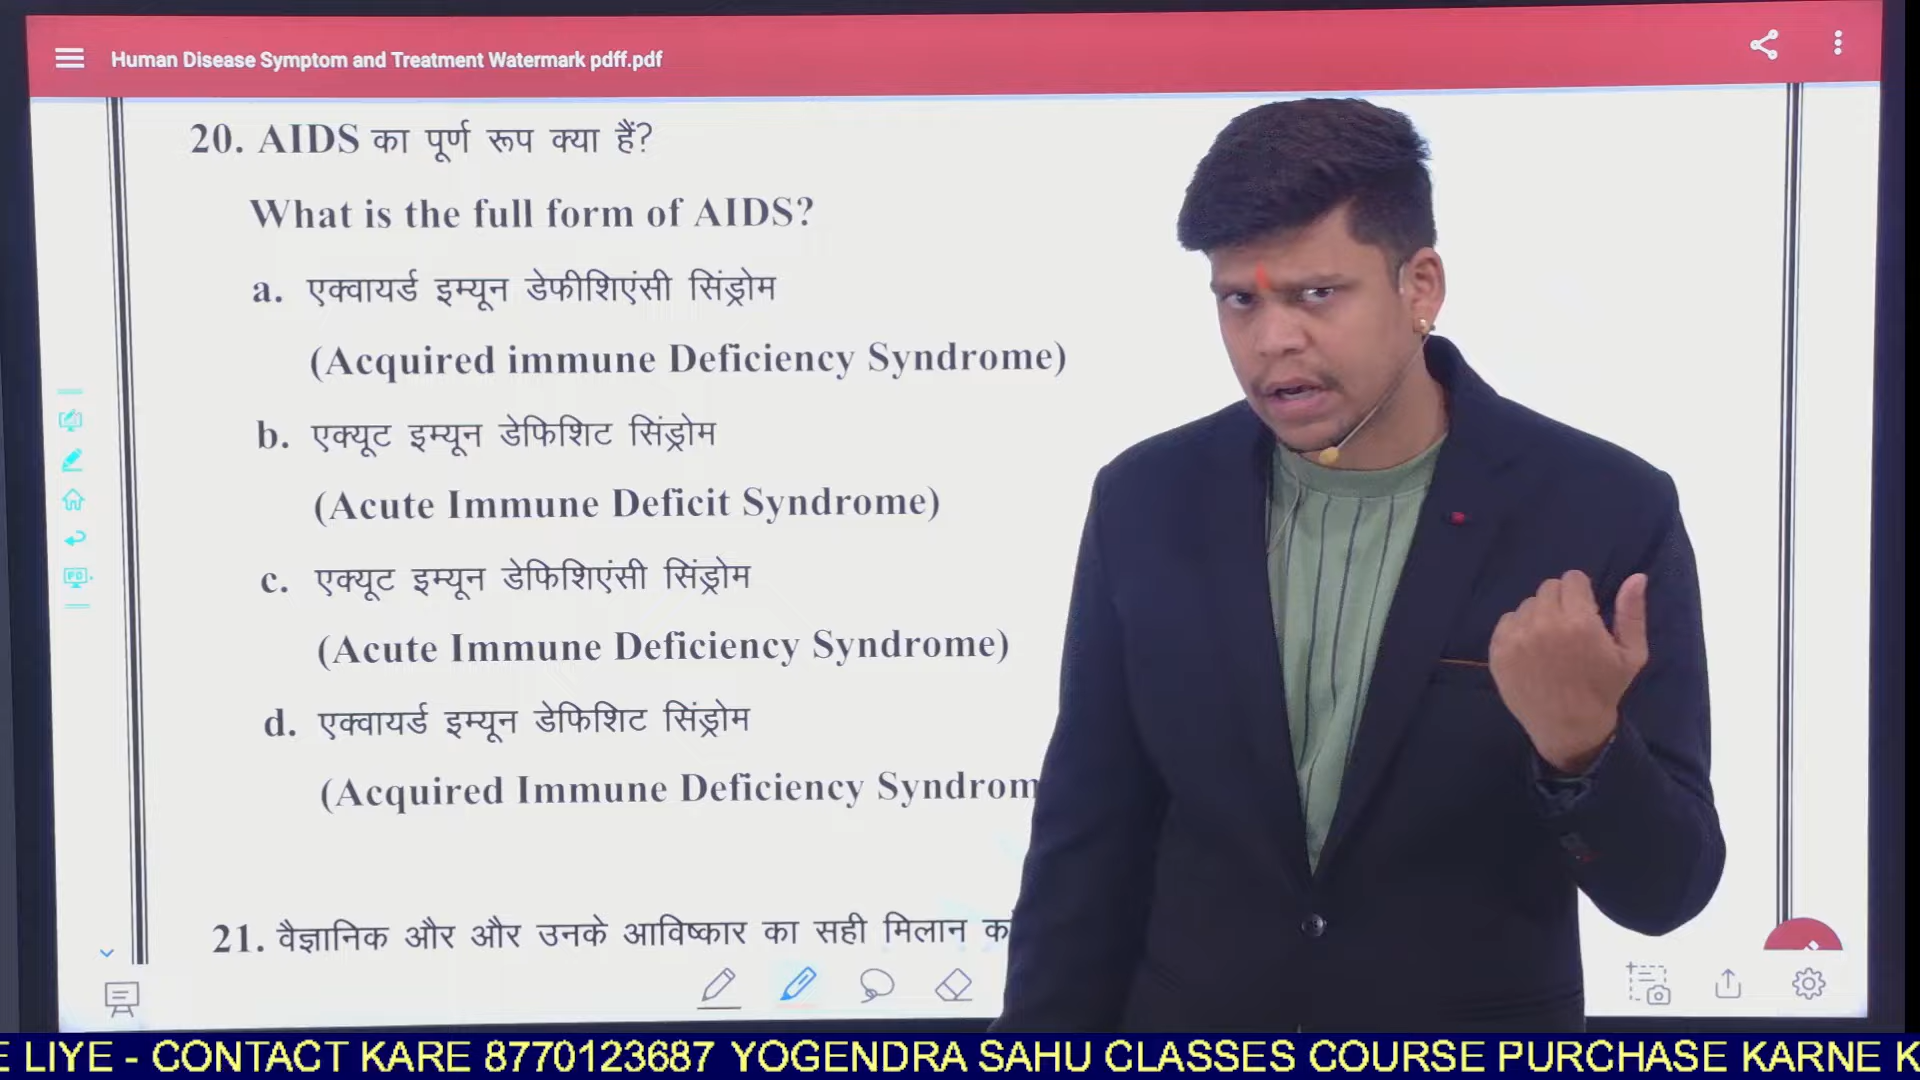 Human Disease Symptom and Treatment Watermark pdff.pdf
20. AIDS का पूर्ण रूप क्या हैं?
What is the full form of AIDS?
a. एक्वायर्ड इम्यून डेफीशिएंसी सिंड्रोम
(Acquired immune Deficiency Syndrome)
b. एक्यूट इम्यून डेफिशिट सिंड्रोम
(Acute Immune Deficit Syndrome)
c. एक्यूट इम्यून डेफिशिएंसी सिंड्रोम
(Acute Immune Deficiency Syndrome)
d. एक्वायर्ड इम्यून डेफिशिट सिंड्रोम
(Acquired Immune Deficiency Syndrom
21. वैज्ञानिक और और उनके आविष्कार का सही मिलान
E LIYE - CONTACT KARE 8770123687 YOGENDRA SAHU CLASSES COURSE PURCHASE KARNE K